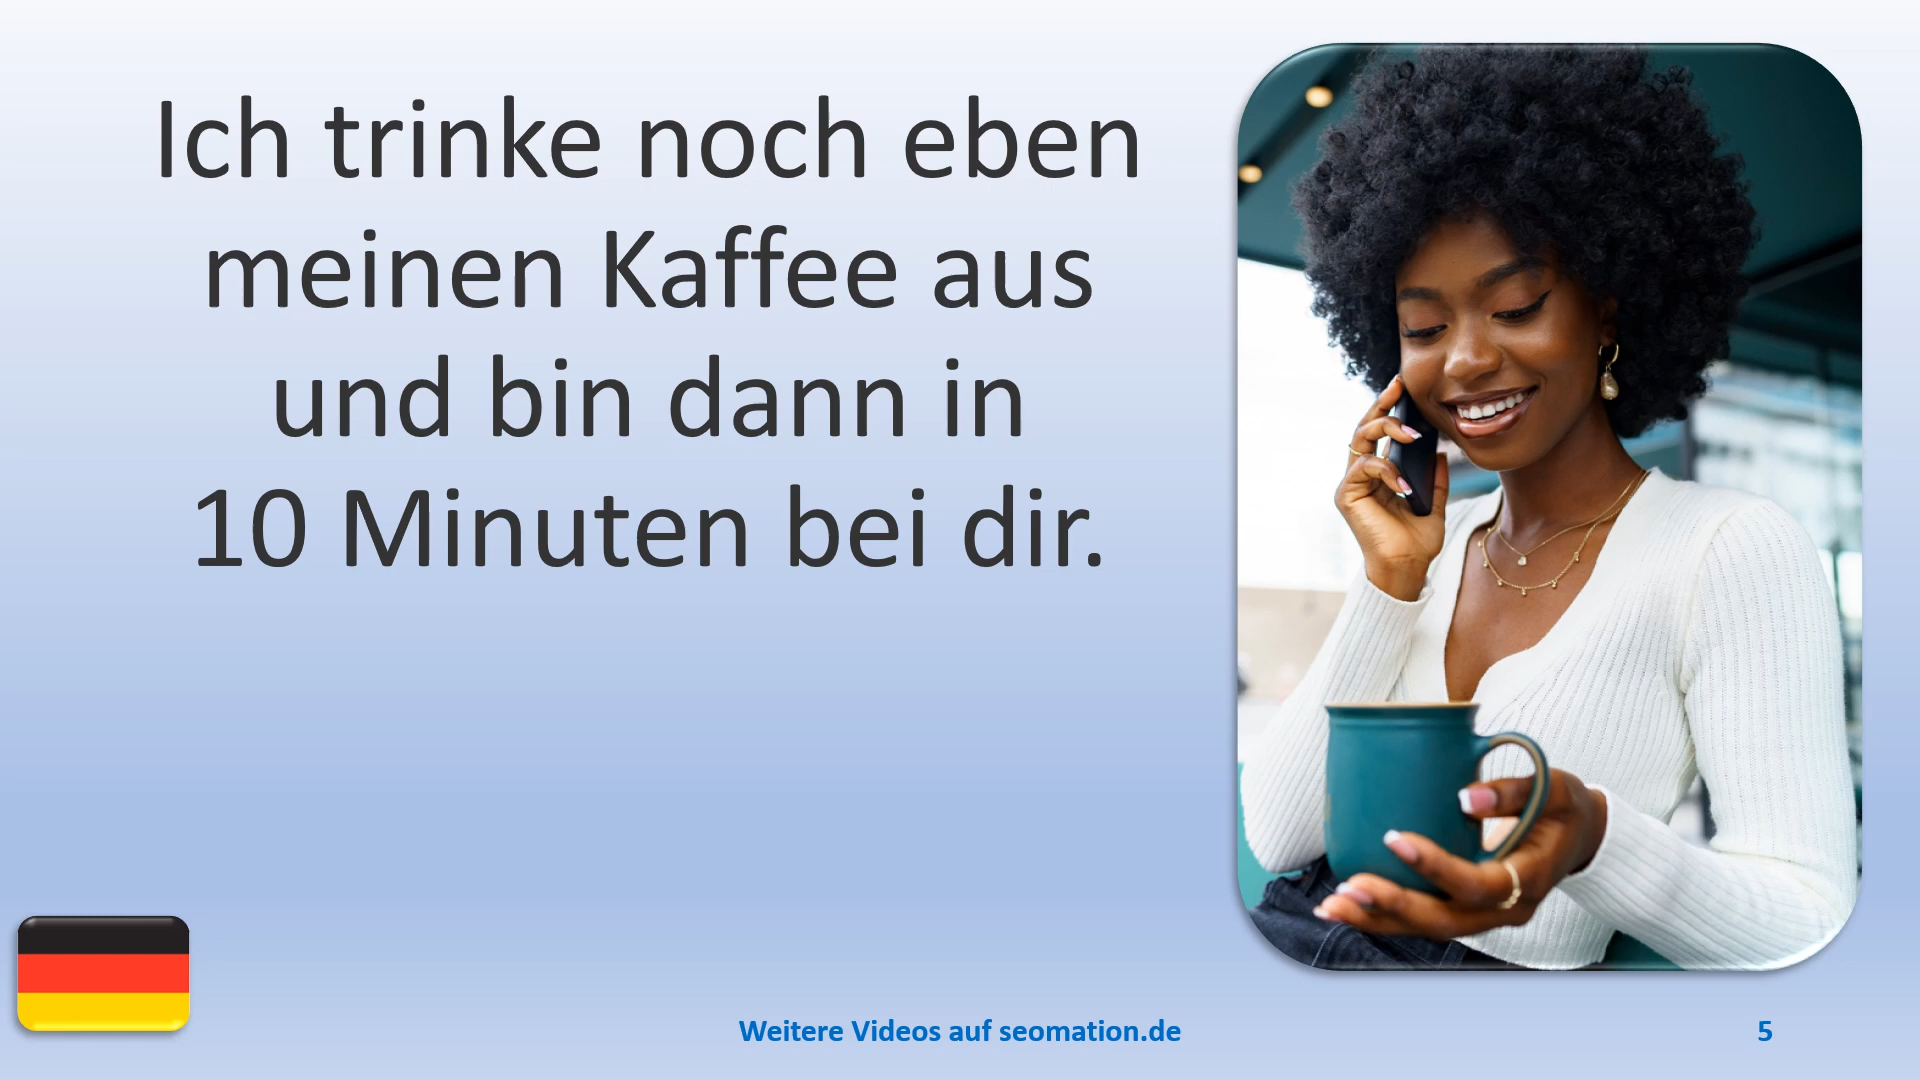 Ich trinke noch eben
meinen Kaffee aus
und bin dann in
10 Minuten bei dir.
Weitere Videos auf seomation.de
5